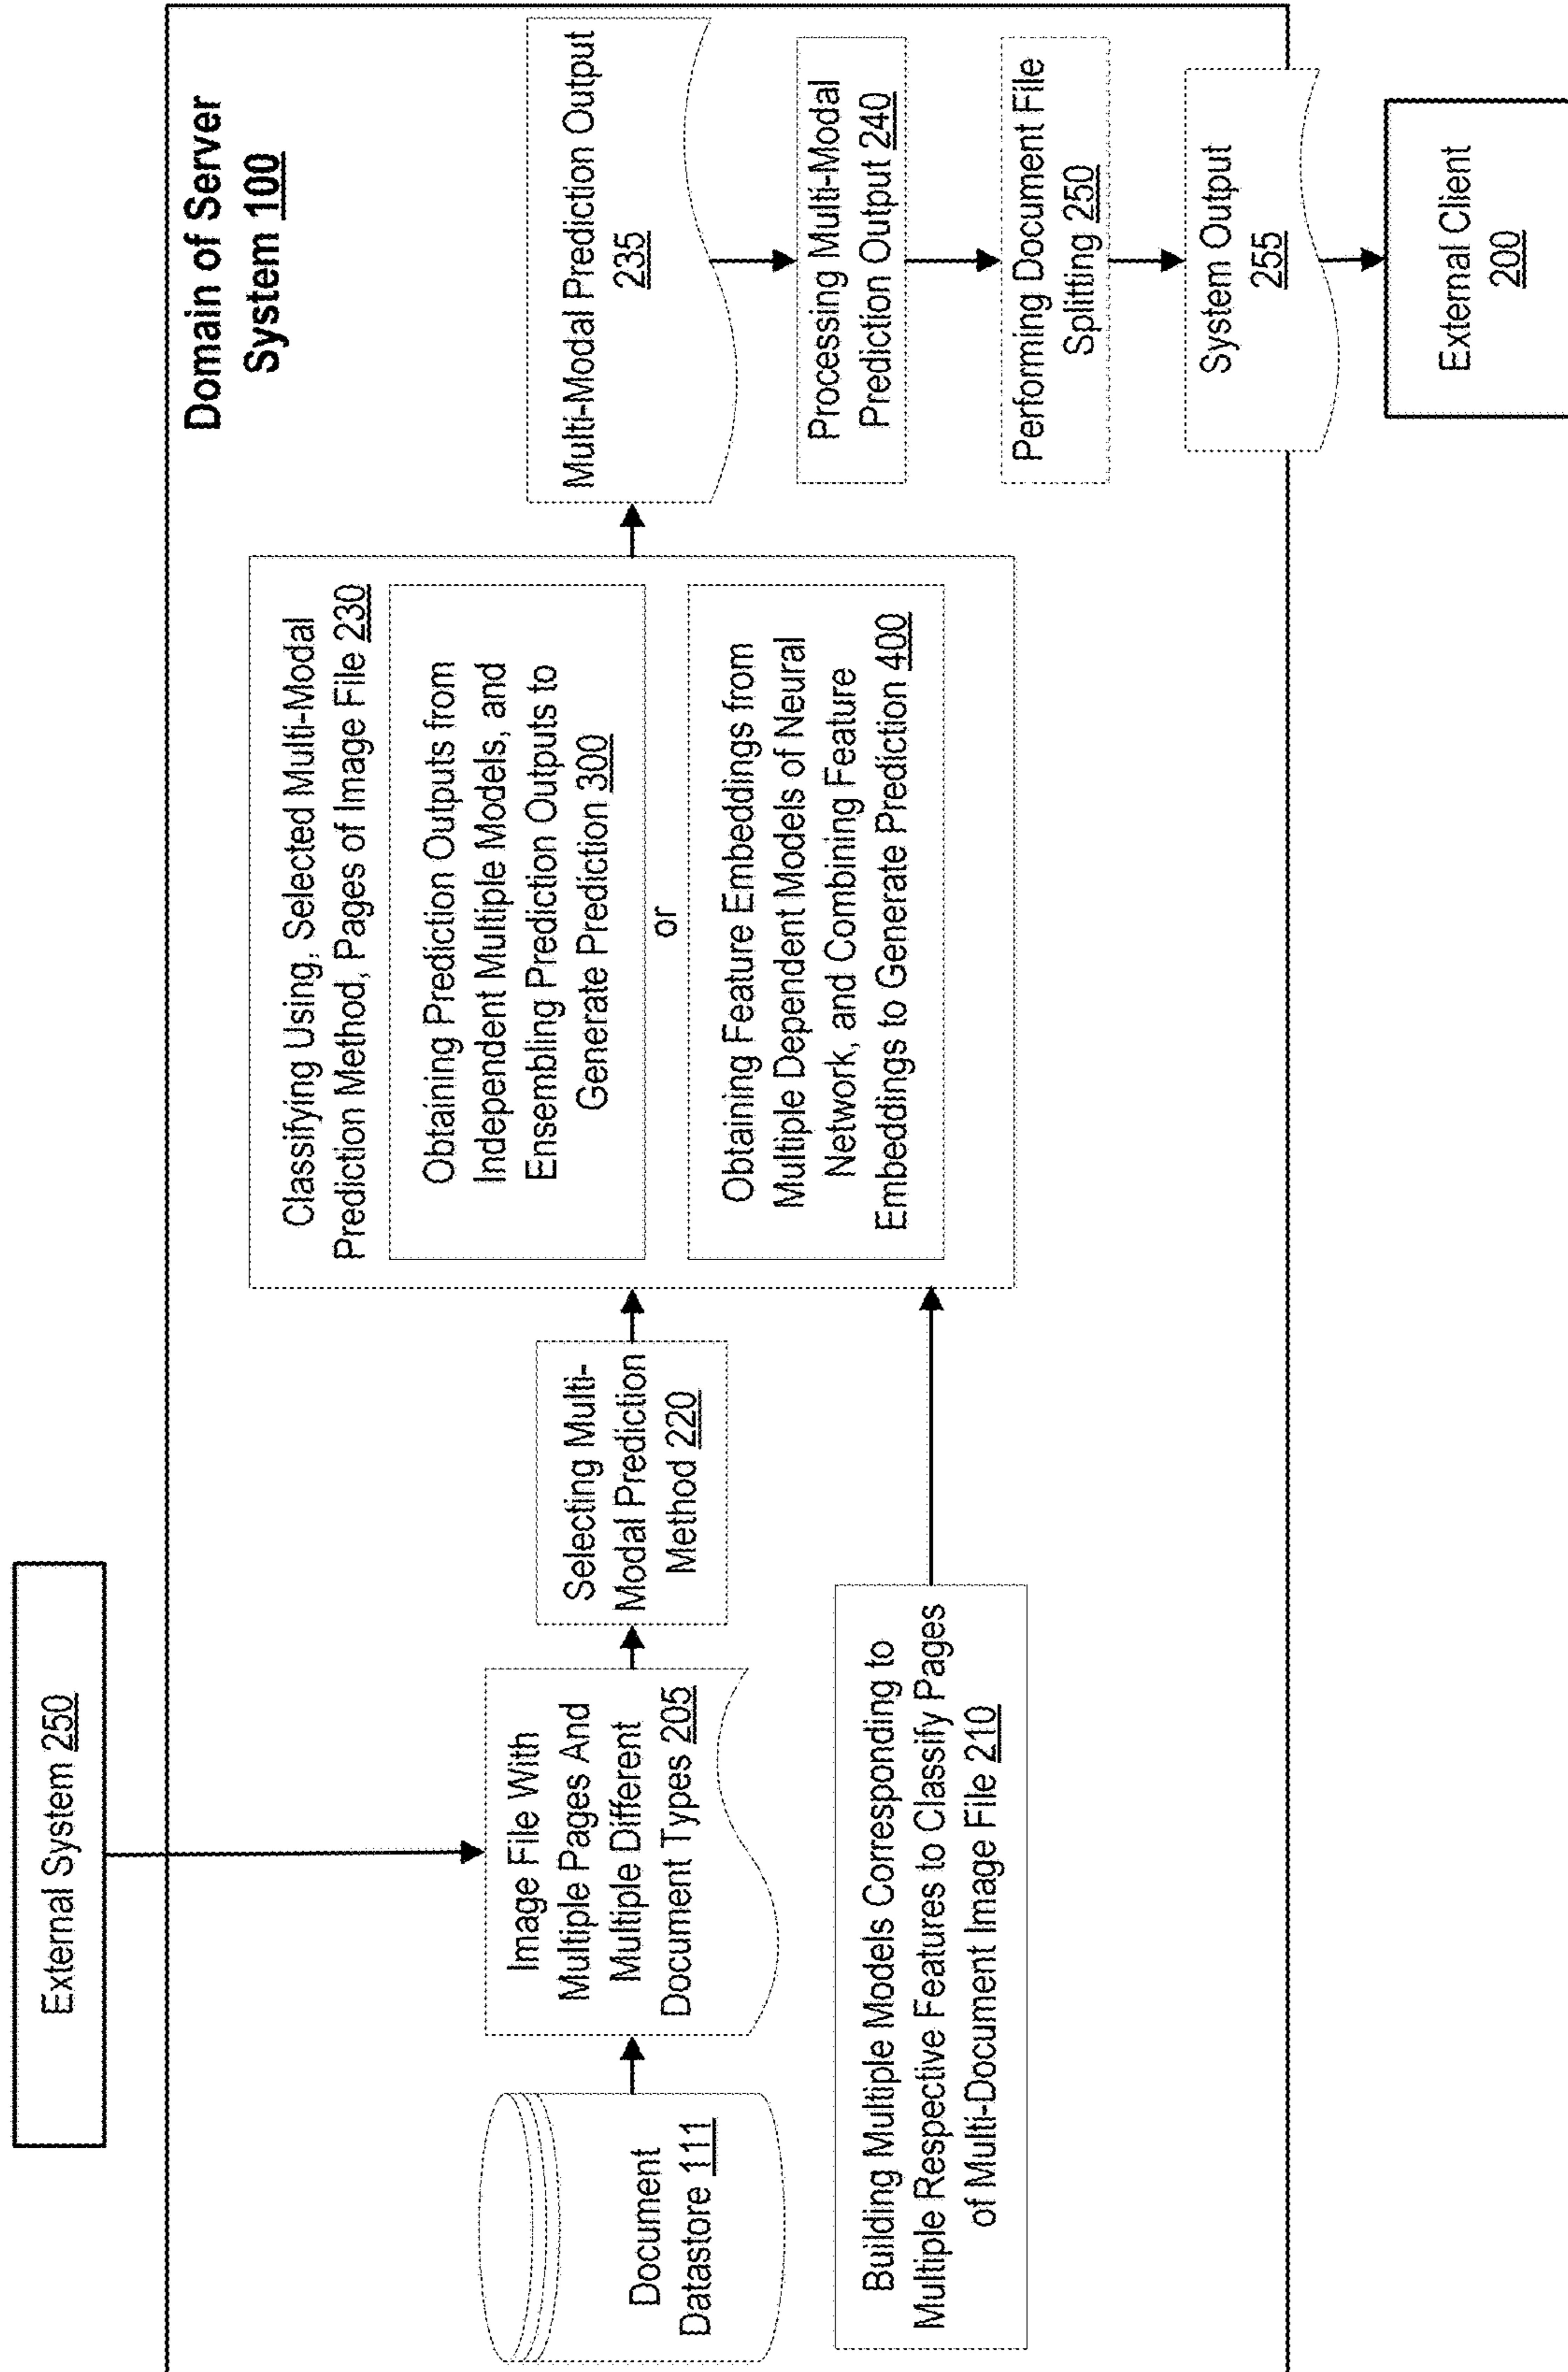 External System 250
Domain of Server
System 100
Document
Datastore 111
Image File With
Multiple Pages And
Multiple Different
Document Types 205
Building Multiple Models Corresponding to
Multiple Respective Features to Classify Pages
of Multi-Document Image File 210
Selecting Multi-
Modal Prediction
Method 220
Classifying Using, Selected Multi-Modal
Prediction Method, Pages of Image File 230
Obtaining Prediction Outputs from
Independent Multiple Models, and
Ensembling Prediction Outputs to
Generate Prediction 300
or
Obtaining Feature Embeddings from
Multiple Dependent Models of Neural
Network, and Combining Feature
Embeddings to Generate Prediction 400
Multi-Modal Prediction Output
235
Processing Multi-Modal
Prediction Output 240
Performing Document File
Splitting 250
System Output
255
External Client
200